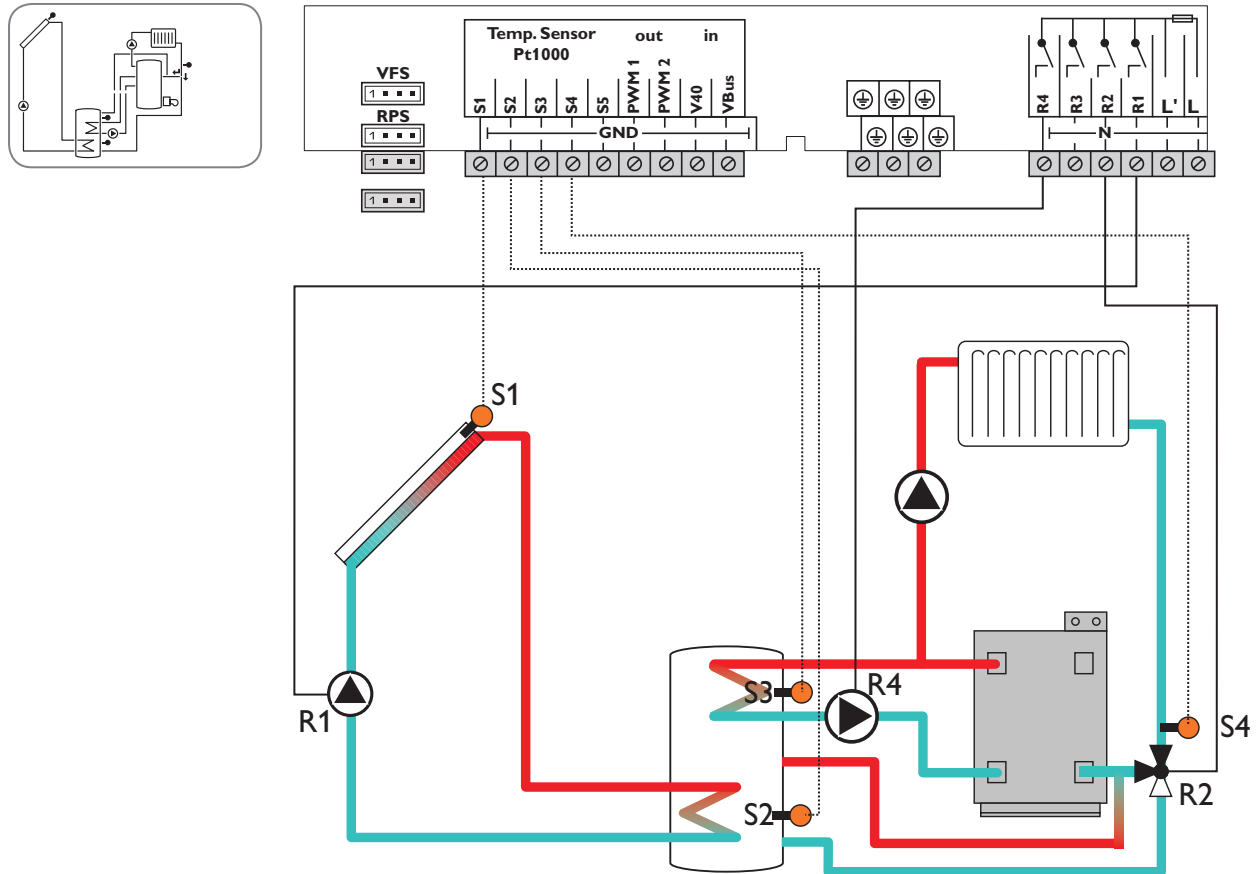 Temp. Sensor
Pt1000
out
in
VFS
1
RPS
1
1
1
S1
S2
S3
S4
S5
PWM 1
PWM 2
V40
VBus
GND
R4
R3
R2
R1
L'
L
N
S1
R1
S3
R4
S2
S4
R2